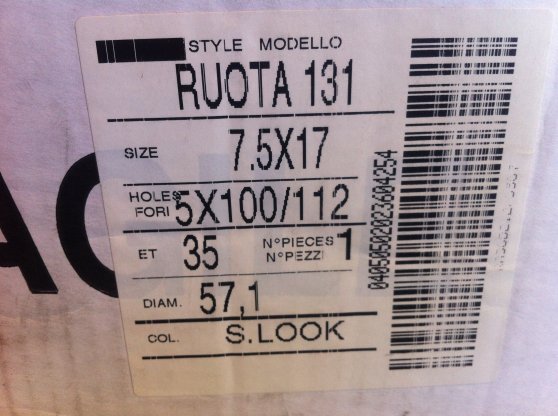 STYLE MODELLO
RUOTA 131
SIZE 7.5X17
HOLES FORI 5X100/112
ET 35 N°PIECES N°PEZZI 1
DIAM. 57,1
COL. S.LOOK